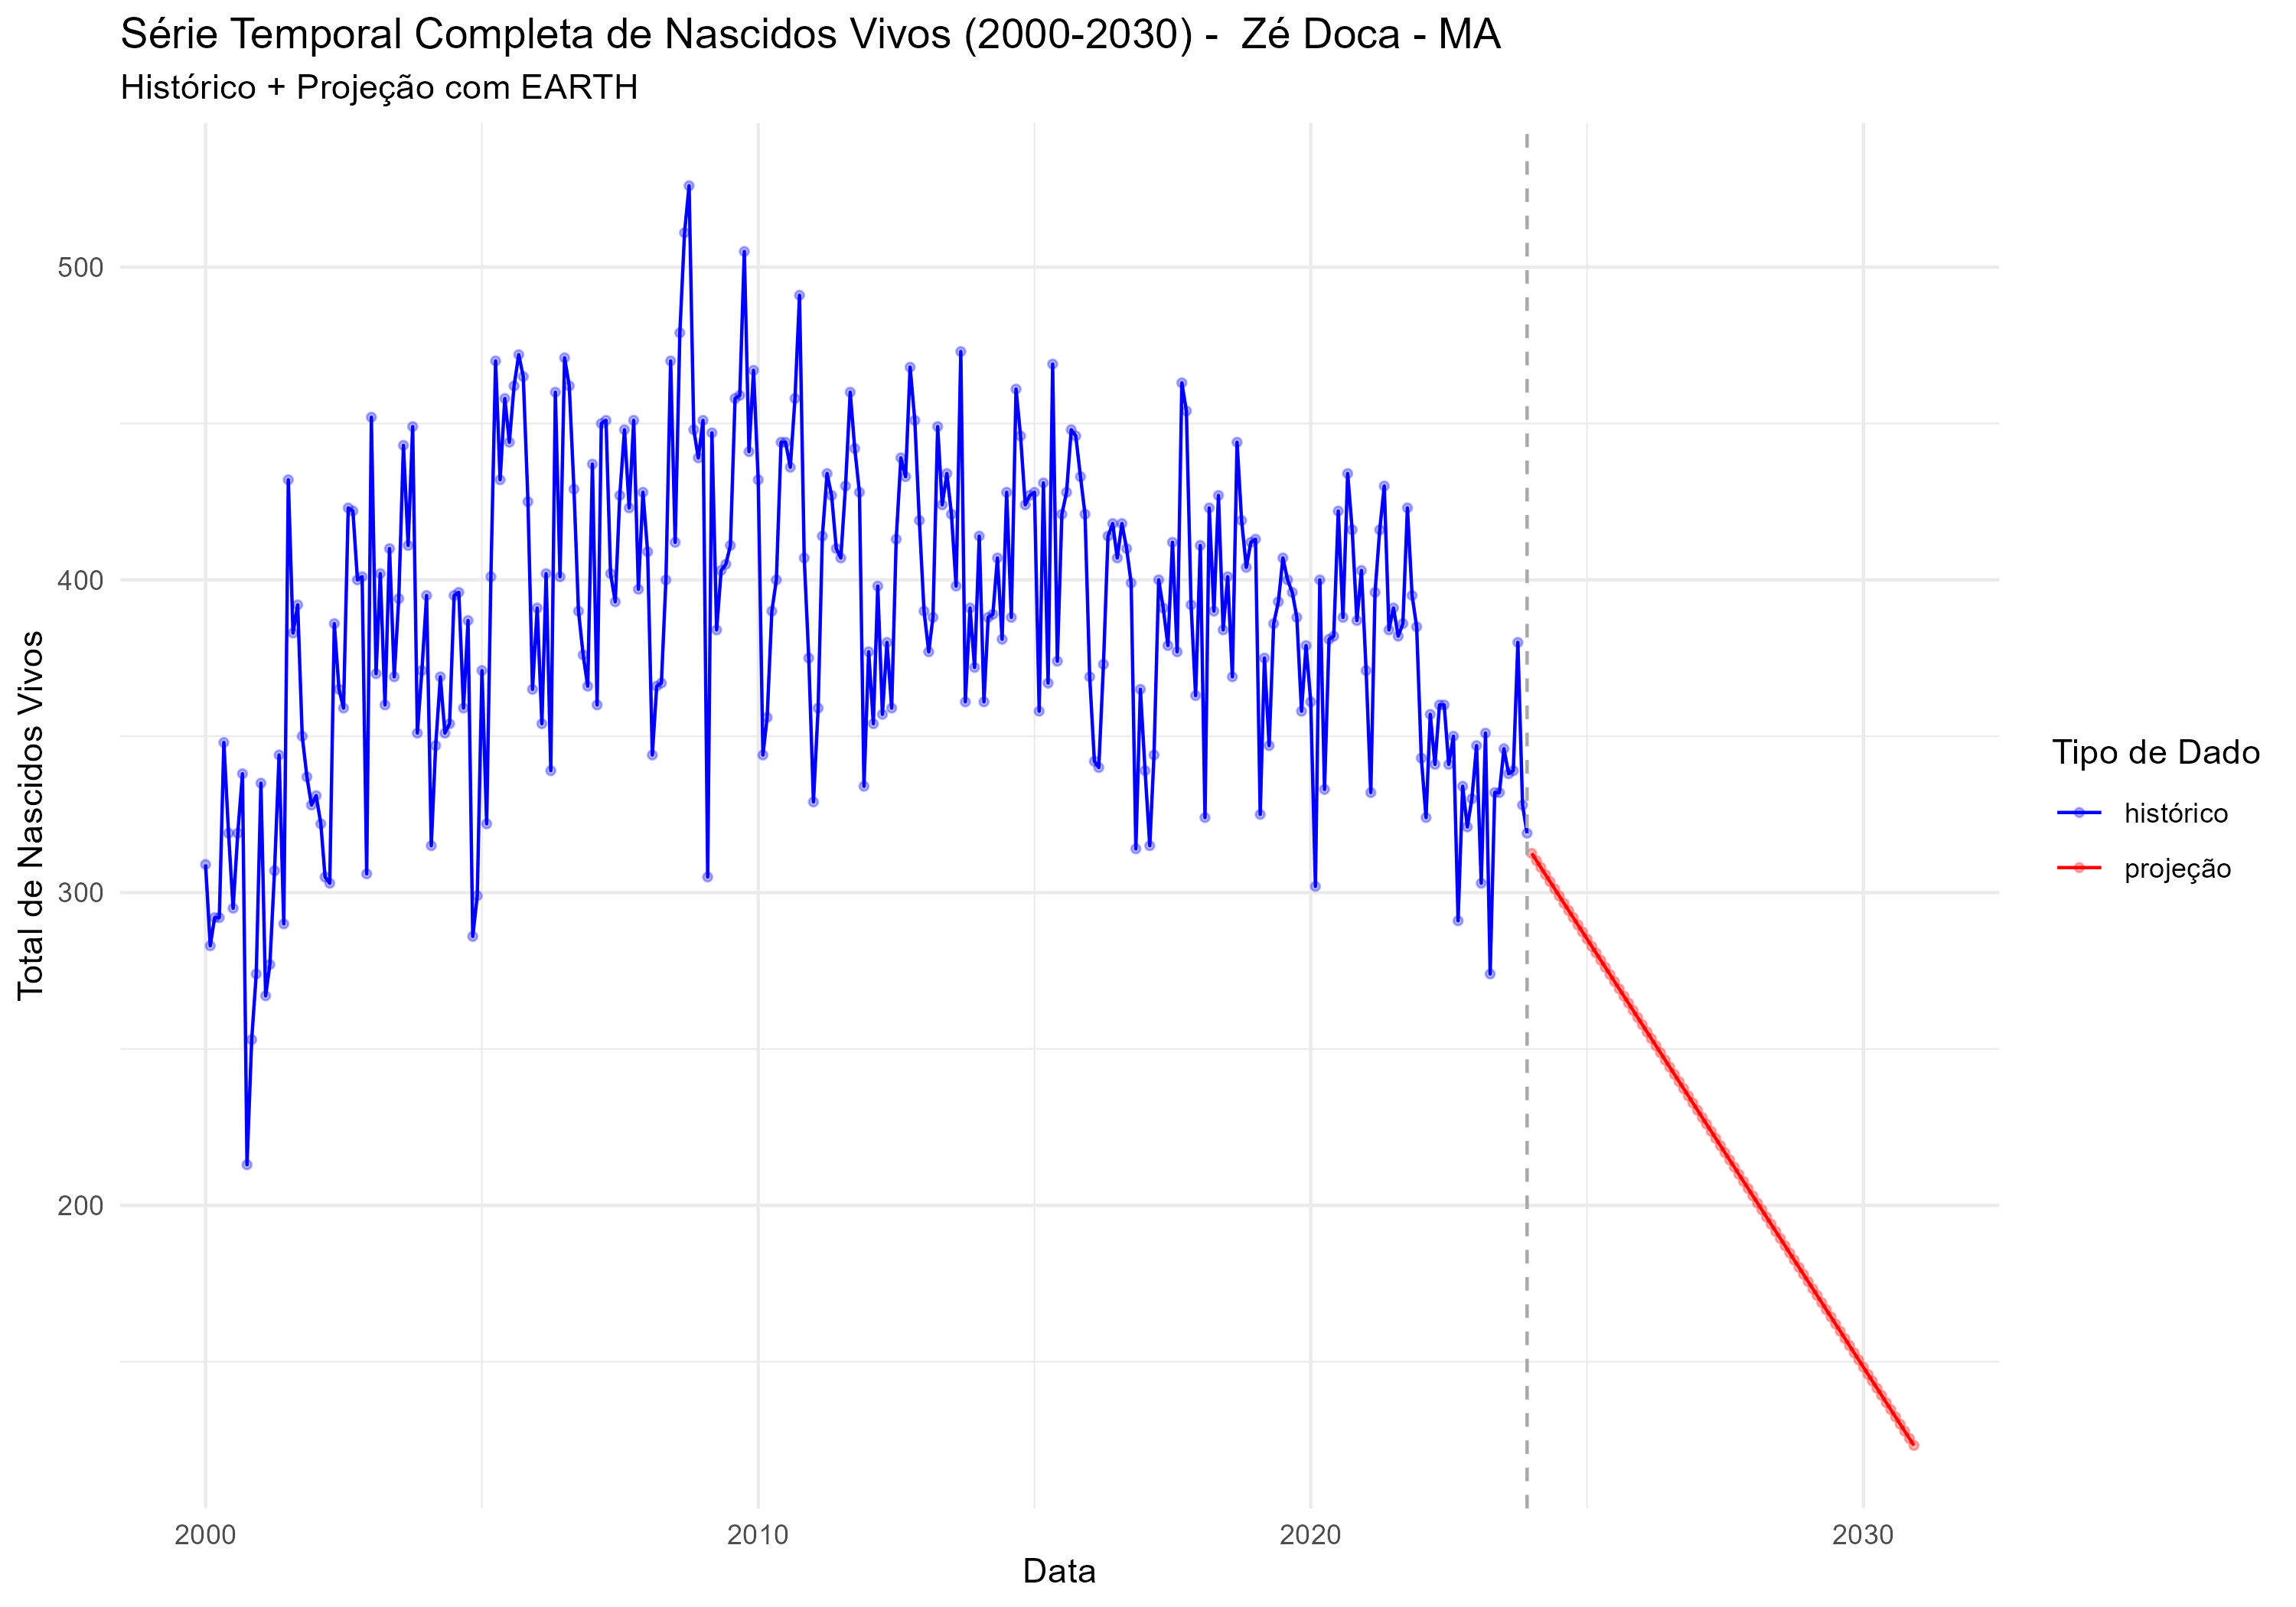 Série Temporal Completa de Nascidos Vivos (2000-2030) -  Zé Doca - MA
Histórico + Projeção com EARTH
Total de Nascidos Vivos
500
400
300
200
2000
2010
2020
2030
Data
Tipo de Dado
histórico
projeção